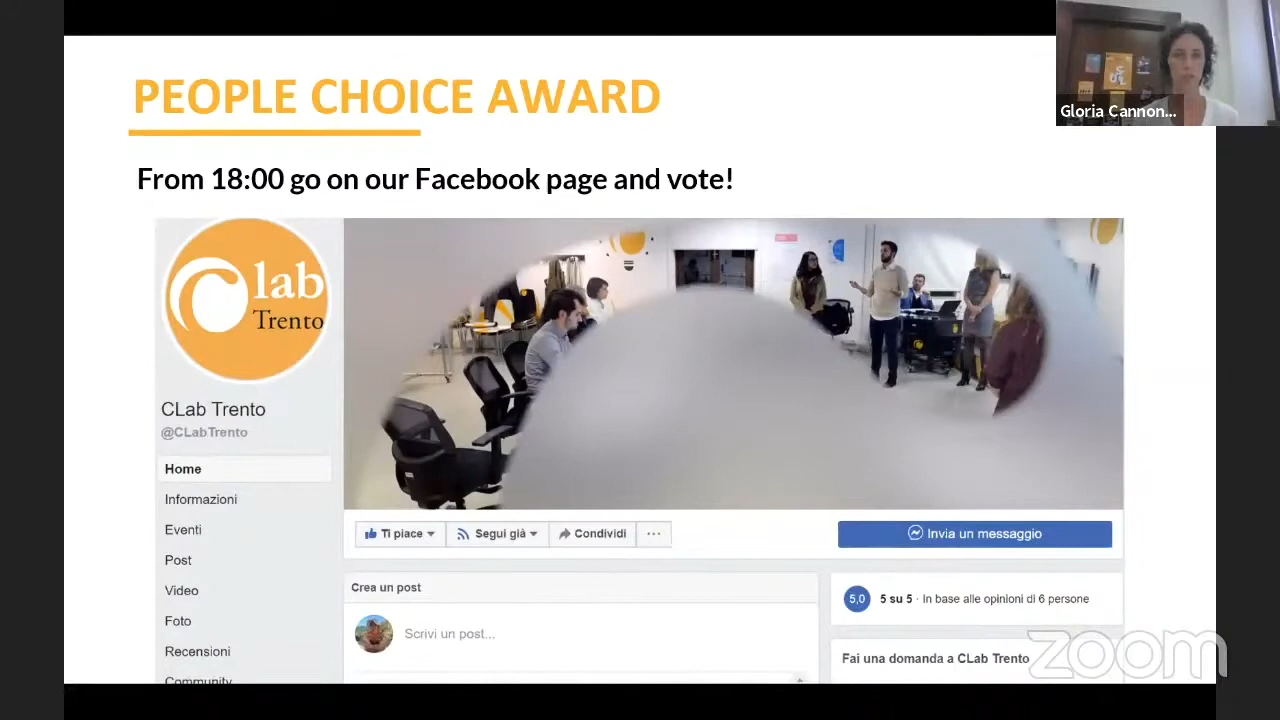 PEOPLE CHOICE AWARD
Gloria Cannon...
From 18:00 go on our Facebook page and vote!
lab
Trento
CLab Trento
@CLabTrento
Home
Informazioni
Eventi
Post
Video
Foto
Recensioni
Community
Ti piace
Segui già
Condividi
...
Invia un messaggio
Crea un post
Scrivi un post...
5,0
5 su 5 · In base alle opinioni di 6 persone
Fai una domanda a CLab Trento
zoom